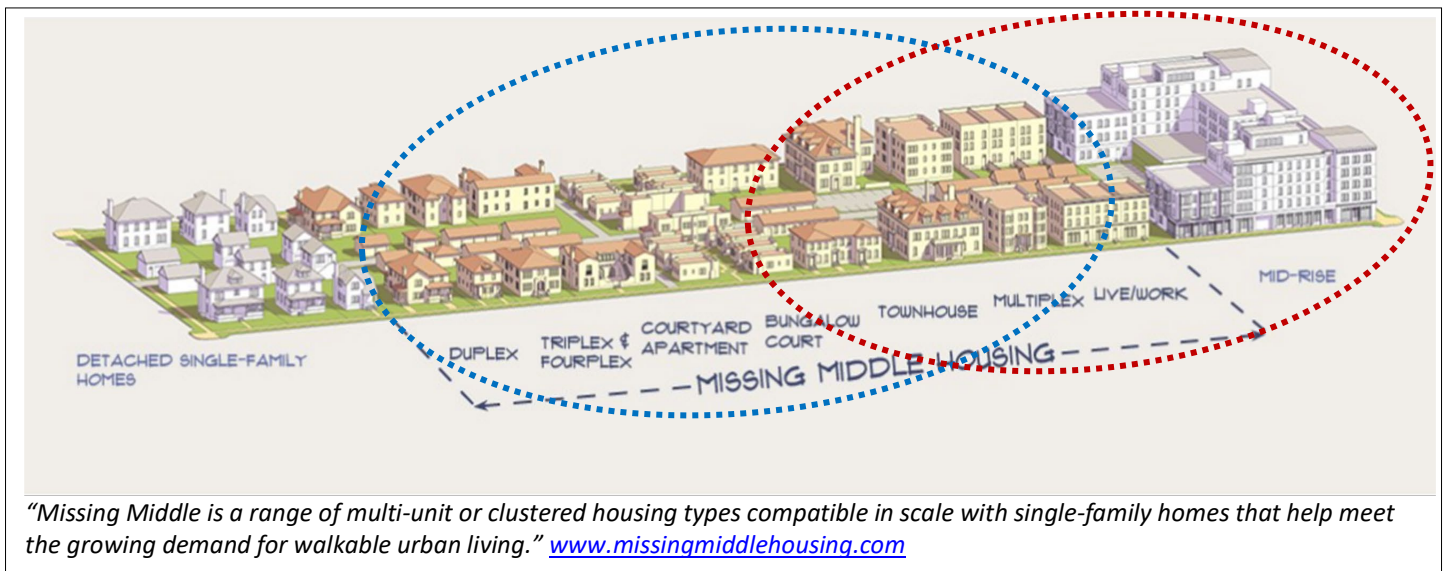 DETACHED SINGLE-FAMILY
HOMES
DUPLEX
TRIPLEX &
FOURPLEX
COURTYARD
APARTMENT
BUNGALOW
COURT
TOWNHOUSE
MULTIPLEX
LIVE/WORK
MID-RISE
MISSING MIDDLE HOUSING
“Missing Middle is a range of multi-unit or clustered housing types compatible in scale with single-family homes that help meet
the growing demand for walkable urban living.” www.missingmiddlehousing.com